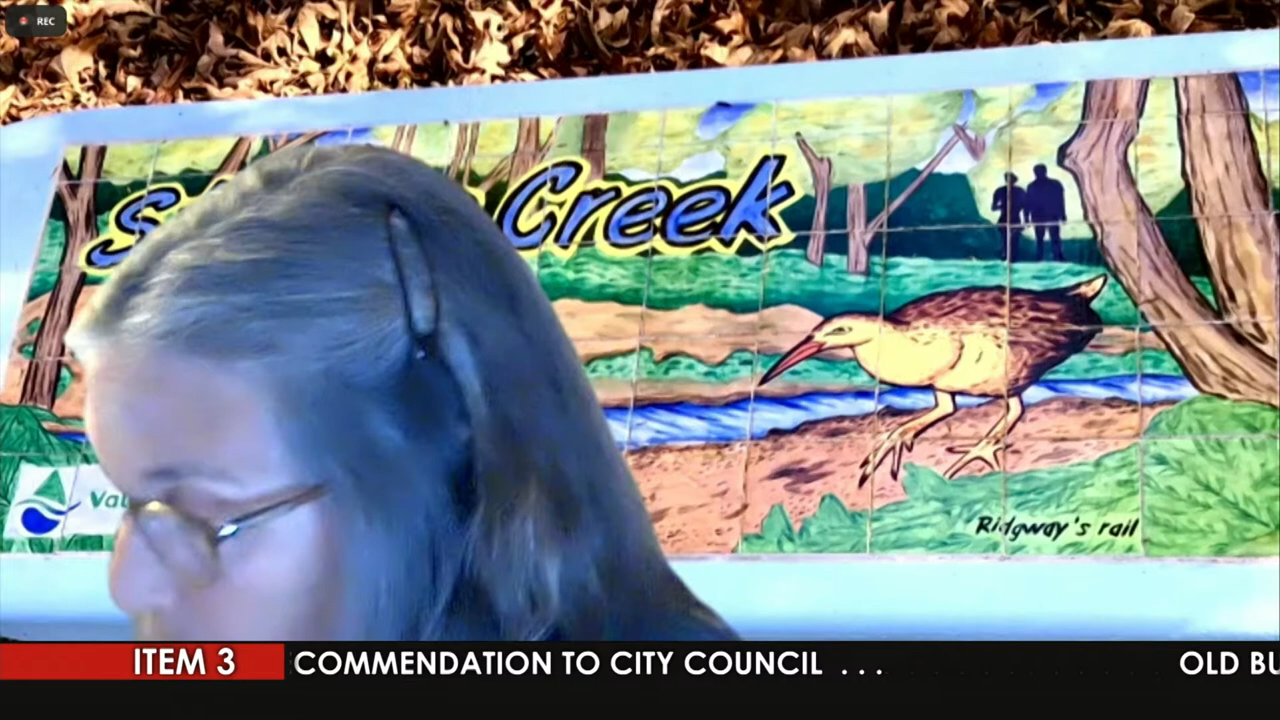 REC
Creek
Ridgway's rail
ITEM 3
COMMENDATION TO CITY COUNCIL . . .
OLD BU